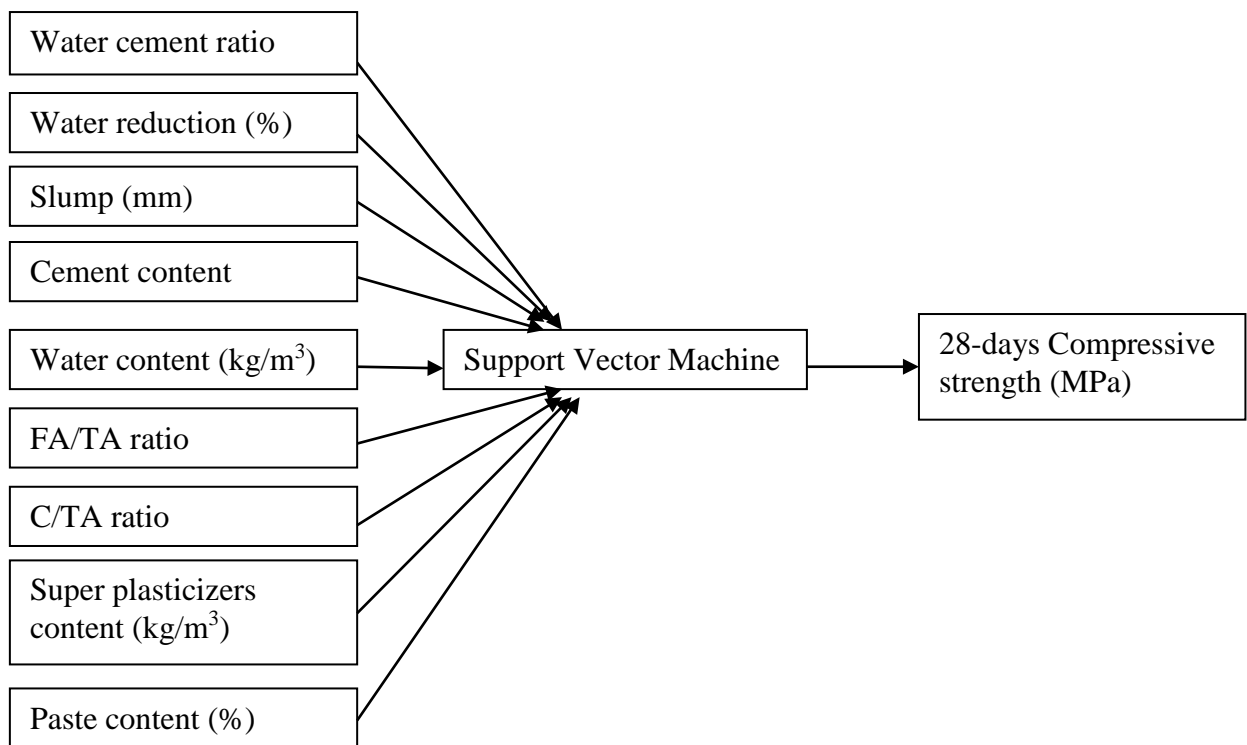 Water cement ratio
Water reduction (%)
Slump (mm)
Cement content
Water content (kg/m³)
FA/TA ratio
C/TA ratio
Super plasticizers
content (kg/m³)
Paste content (%)
Support Vector Machine
28-days Compressive
strength (MPa)